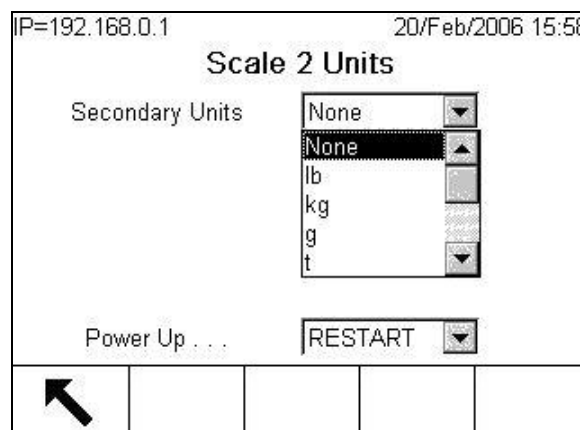 IP=192.168.0.1 20/Feb/2006 15:58
Scale 2 Units
Secondary Units None
None
lb
kg
g
t
Power Up . . . RESTART